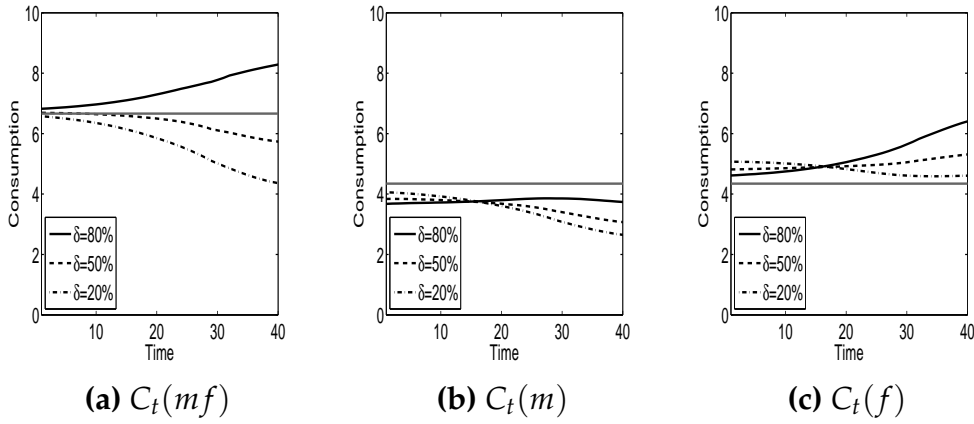 10
8
6
4
2
0
Consumption
δ=80%
δ=50%
δ=20%
10 20 30 40
Time
(a) C_t(mf)
10
8
6
4
2
0
Consumption
δ=80%
δ=50%
δ=20%
10 20 30 40
Time
(b) C_t(m)
10
8
6
4
2
0
Consumption
δ=80%
δ=50%
δ=20%
10 20 30 40
Time
(c) C_t(f)